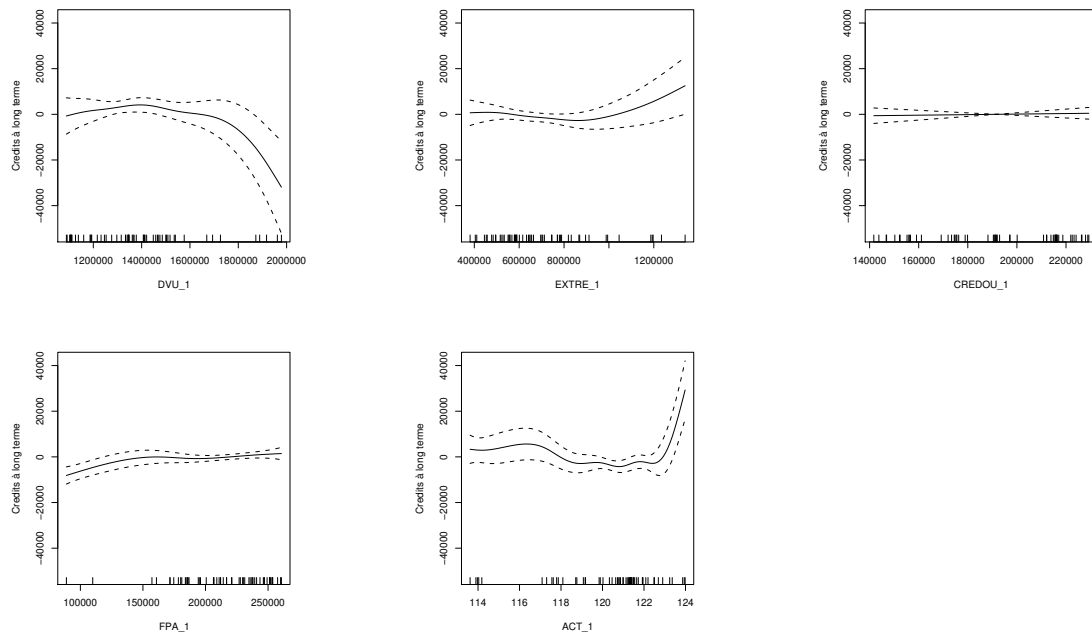 40000
20000
0
−20000
−40000
Credits à long terme
1200000 1400000 1600000 1800000 2000000
DVU_1
40000
20000
0
−20000
−40000
Credits à long terme
400000 600000 800000 1200000
EXTRE_1
40000
20000
0
−20000
−40000
Credits à long terme
140000 160000 180000 200000 220000
CREDOU_1
40000
20000
0
−20000
−40000
Credits à long terme
100000 150000 200000 250000
FPA_1
40000
20000
0
−20000
−40000
Credits à long terme
114 116 118 120 122 124
ACT_1